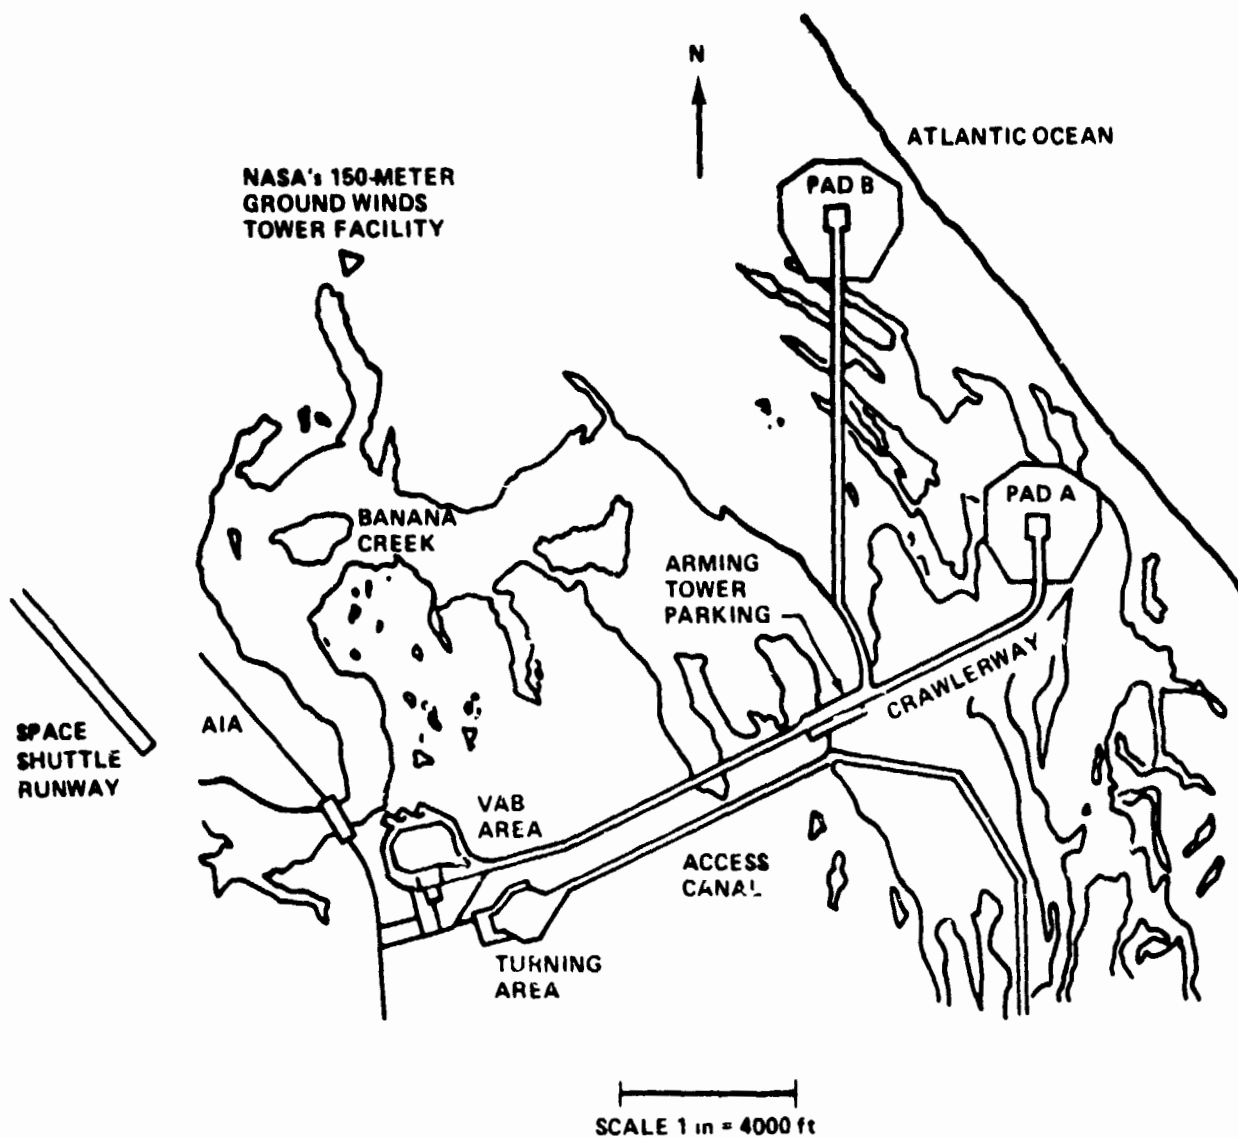 N
ATLANTIC OCEAN
NASA's 150-METER
GROUND WINDS
TOWER FACILITY
PAD B
PAD A
BANANA
CREEK
ARMING
TOWER
PARKING
CRAWLERWAY
SPACE
SHUTTLE
RUNWAY
AIA
VAB
AREA
ACCESS
CANAL
TURNING
AREA
SCALE 1 in = 4000 ft